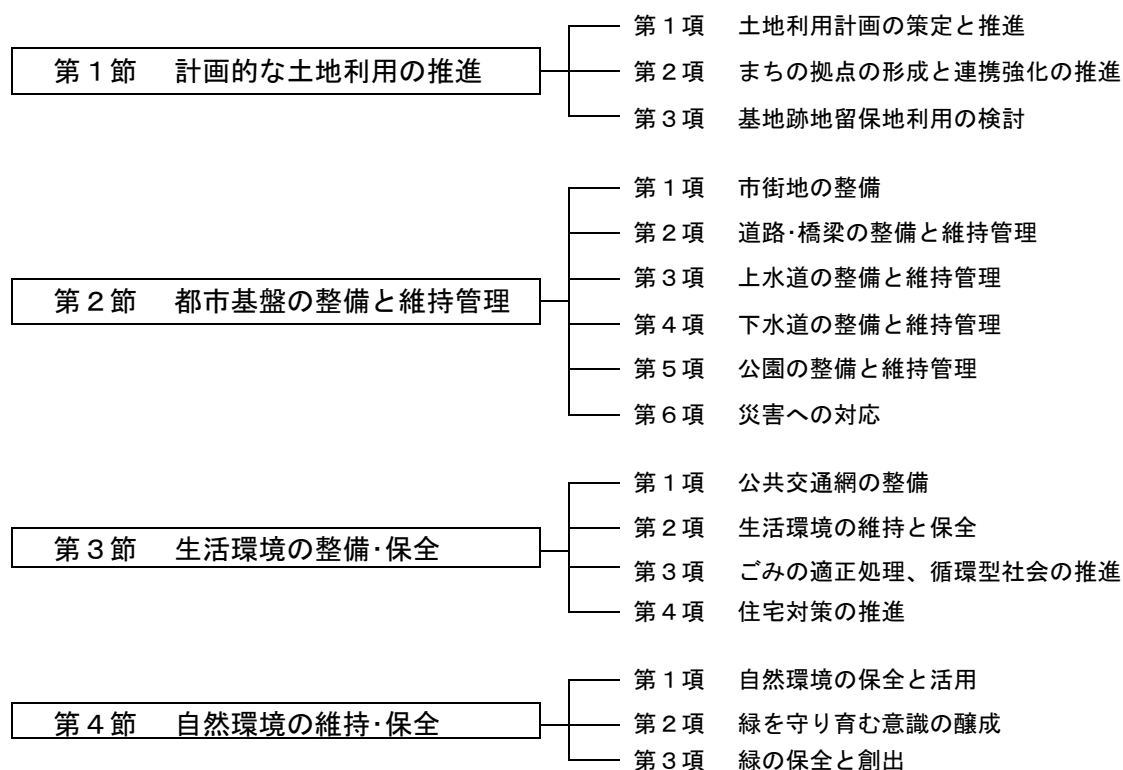 第１節　計画的な土地利用の推進
第１項　土地利用計画の策定と推進
第２項　まちの拠点の形成と連携強化の推進
第３項　基地跡地留保地利用の検討
第２節　都市基盤の整備と維持管理
第１項　市街地の整備
第２項　道路･橋梁の整備と維持管理
第３項　上水道の整備と維持管理
第４項　下水道の整備と維持管理
第５項　公園の整備と維持管理
第６項　災害への対応
第３節　生活環境の整備･保全
第１項　公共交通網の整備
第２項　生活環境の維持と保全
第３項　ごみの適正処理、循環型社会の推進
第４項　住宅対策の推進
第４節　自然環境の維持･保全
第１項　自然環境の保全と活用
第２項　緑を守り育む意識の醸成
第３項　緑の保全と創出